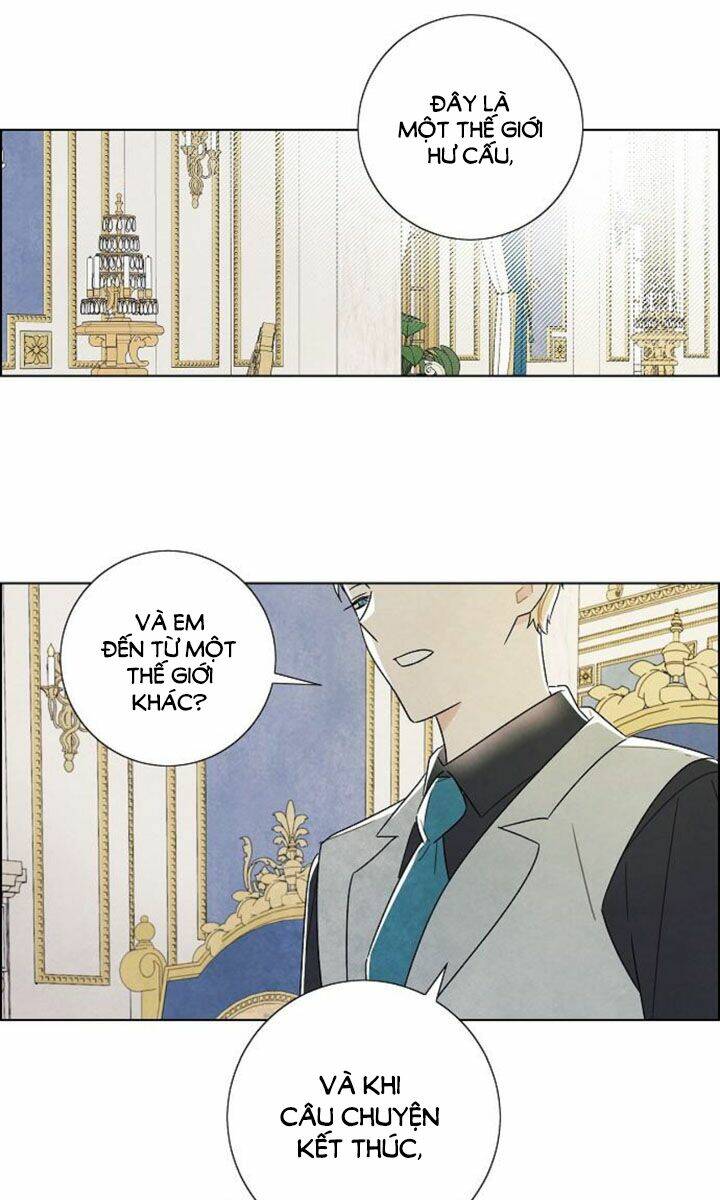 ĐÂY LÀ
MỘT THẾ GIỚI
HƯ CẤU,
VÀ EM
ĐẾN TỪ MỘT
THẾ GIỚI
KHÁC?
VÀ KHI
CÂU CHUYỆN
KẾT THÚC,